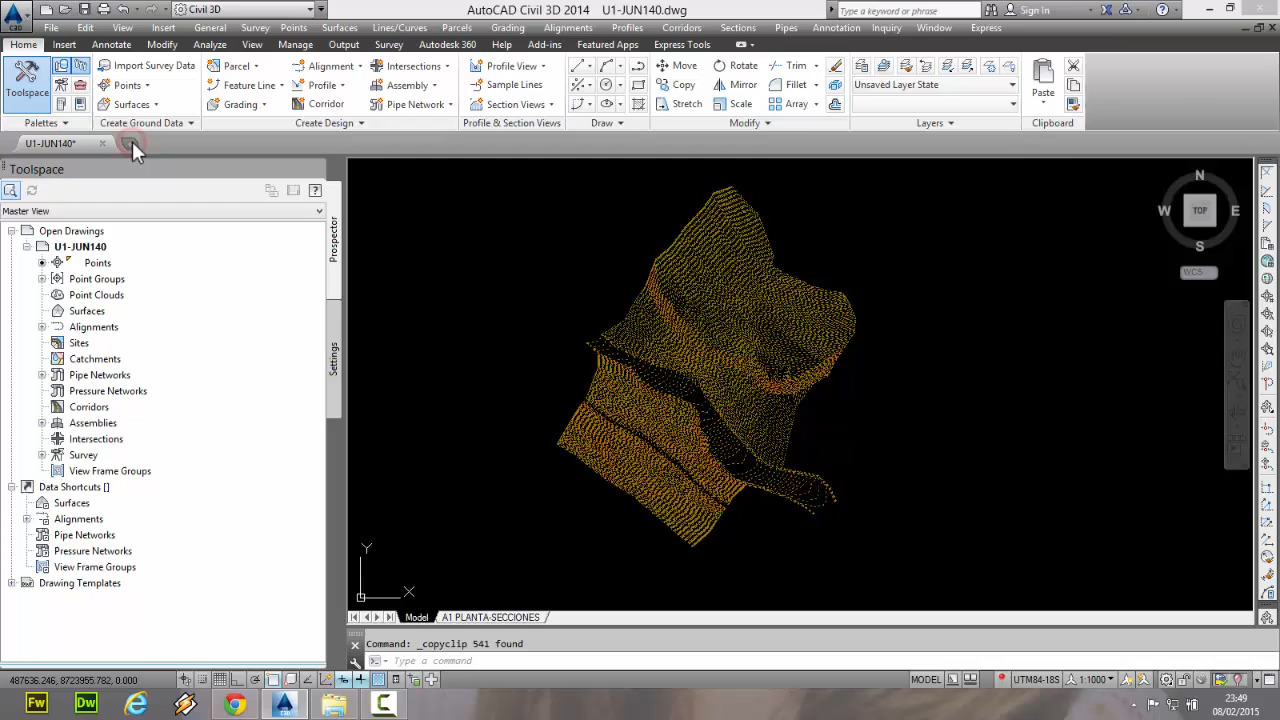 Civil 3D
AutoCAD Civil 3D 2014 U1-JUN140.dwg
Type a keyword or phrase
Sign In
File Edit View Insert General Survey Points Surfaces Lines/Curves Parcels Grading Alignments Profiles Corridors Sections Pipes Annotation Inquiry Window Express
Home Insert Annotate Modify Analyze View Manage Output Survey Autodesk 360 Help Add-ins Featured Apps Express Tools
Import Survey Data Parcel Alignment Intersections Profile View Move Rotate Trim
Toolspace Points Feature Line Profile Assembly Sample Lines Copy Mirror Fillet Unsaved Layer State Paste
Surfaces Grading Corridor Pipe Network Section Views Stretch Scale Array
Palettes Create Ground Data Create Design Profile & Section Views Draw Modify Layers Clipboard
U1-JUN140*
Toolspace
Master View
Open Drawings
U1-JUN140
Points
Point Groups
Point Clouds
Surfaces
Alignments
Sites
Catchments
Pipe Networks
Pressure Networks
Corridors
Assemblies
Intersections
Survey
View Frame Groups
Data Shortcuts []
Surfaces
Alignments
Pipe Networks
Pressure Networks
View Frame Groups
Drawing Templates
Prospector
Settings
N
W TOP E
S
WCS
Y
X
Model A1 PLANTA-SECCIONES
Command: _copyclip 541 found
Type a command
487636.246, 8723955.782, 0.000
MODEL
UTM84-18S
1:1000
Fw Dw
23:49
08/02/2015